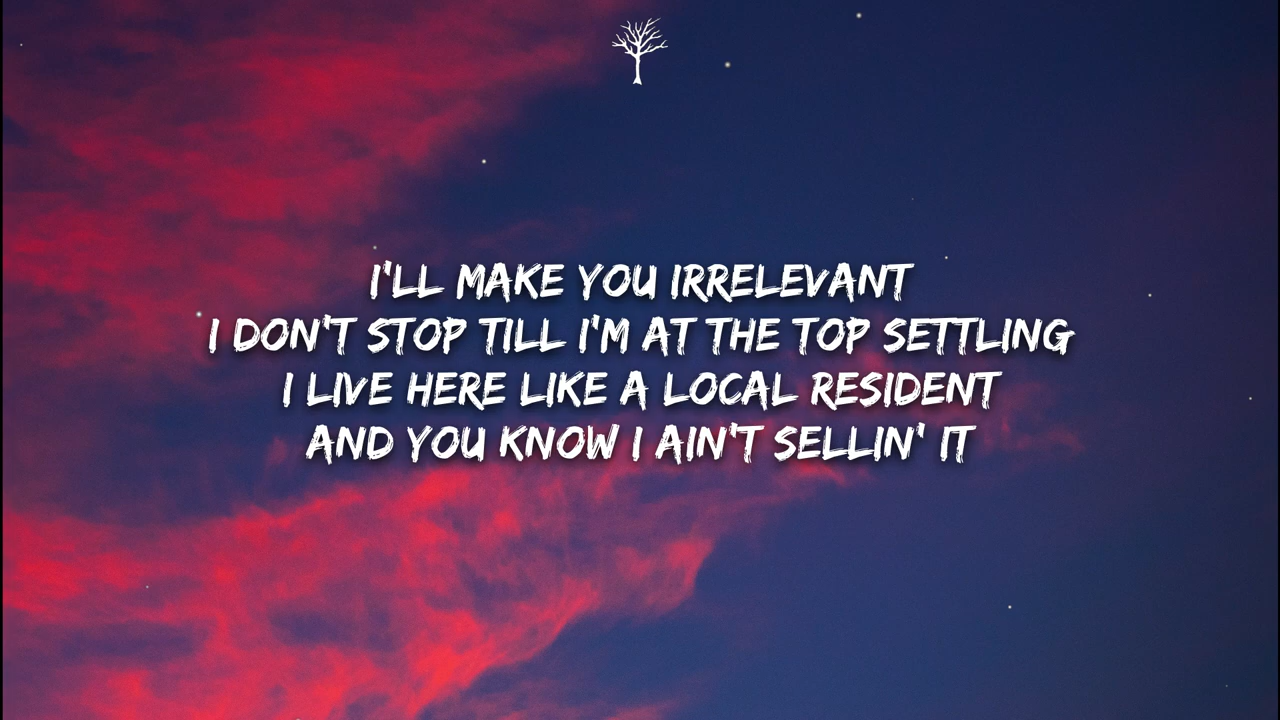 I'LL MAKE YOU IRRELEVANT
I DON'T STOP TILL I'M AT THE TOP SETTLING
I LIVE HERE LIKE A LOCAL RESIDENT
AND YOU KNOW I AIN'T SELLIN' IT